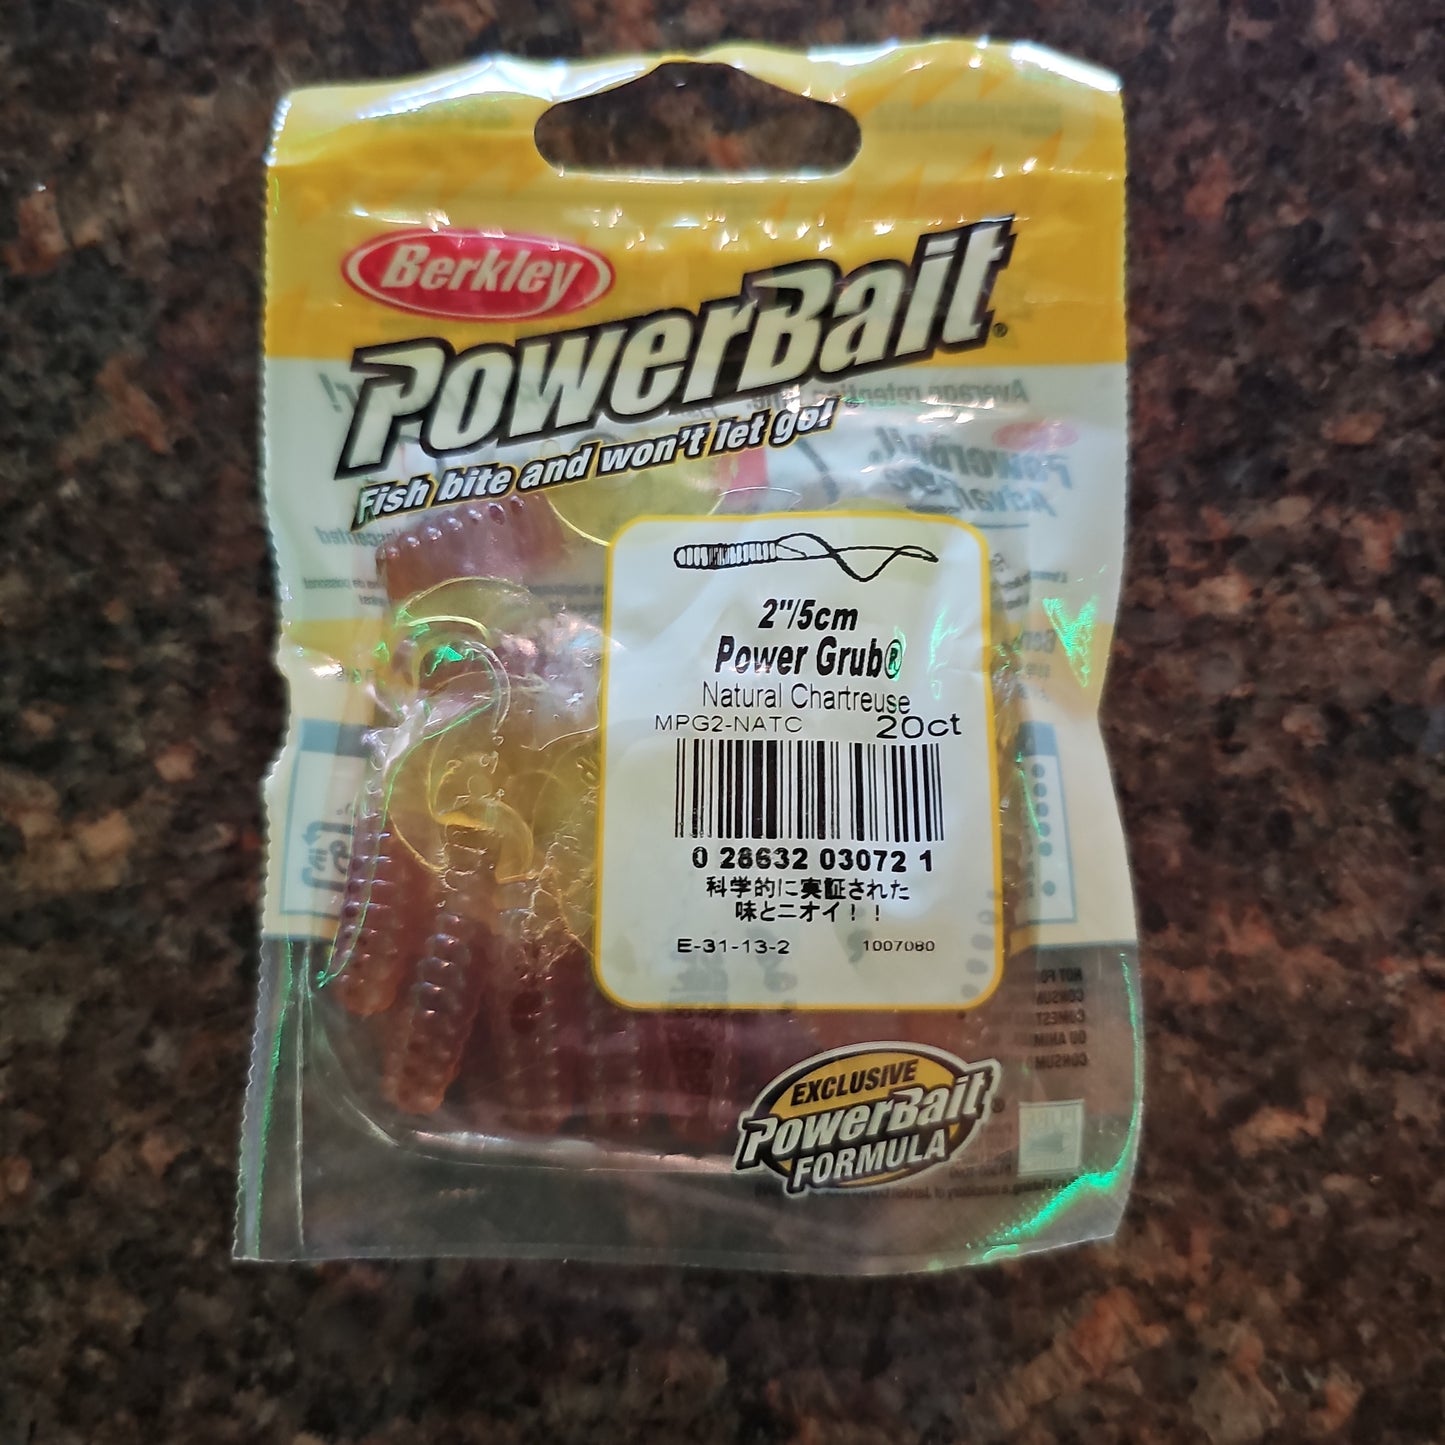 Berkley
PowerBait®
Fish bite and won't let go!
2"/5cm
Power Grub®
Natural Chartreuse
MPG2-NATC 20ct
0 28632 03072 1
科学的に実証された
味とニオイ！！
E-31-13-2 1007080
EXCLUSIVE
PowerBait®
FORMULA